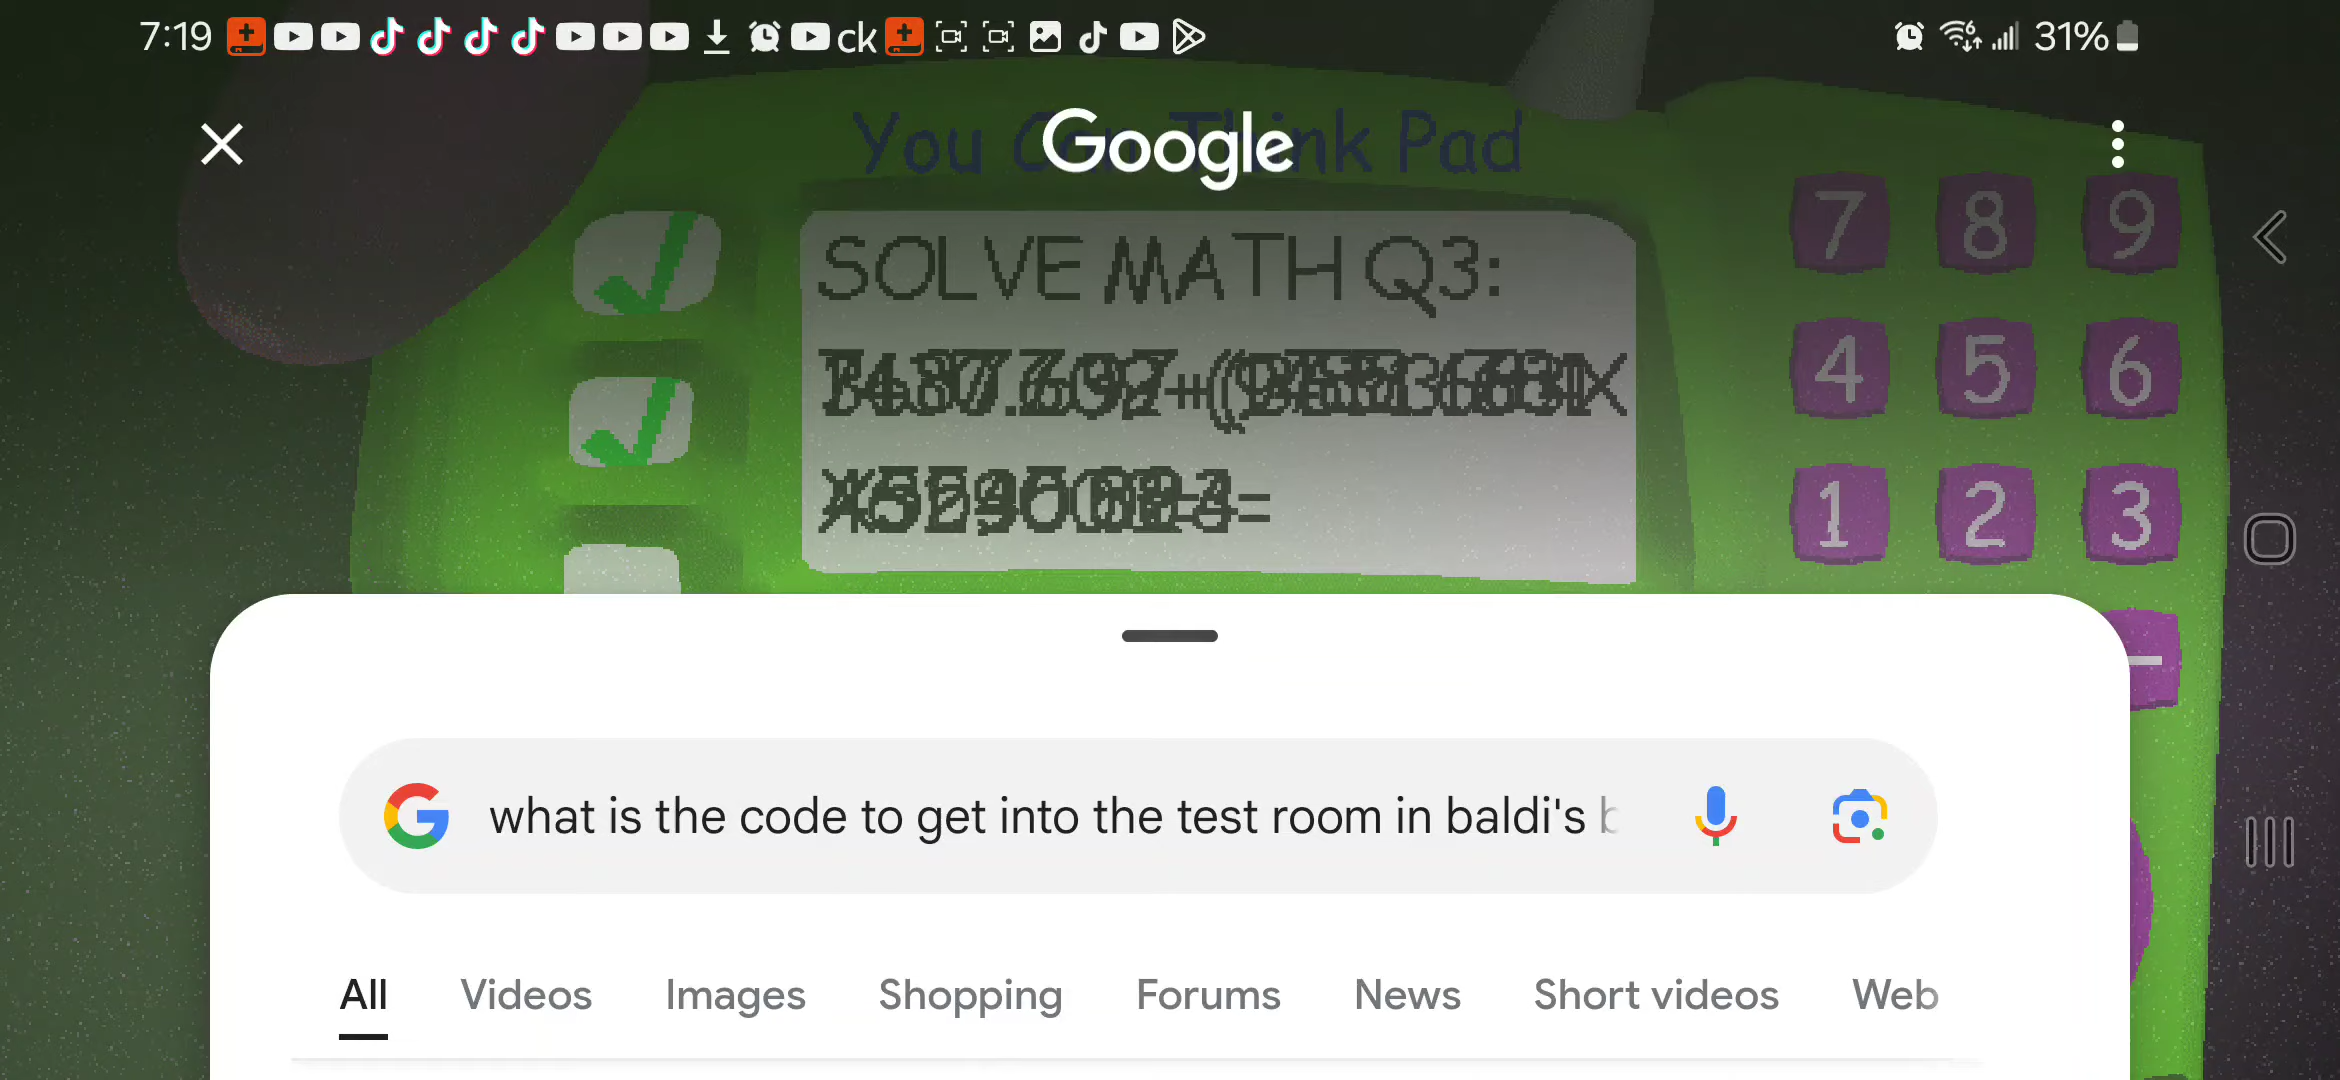 7:19
ck
31%
You Can Think Pad
Google
SOLVE MATH Q3:
7 8 9
4 5 6
1 2 3
what is the code to get into the test room in baldi's b
All Videos Images Shopping Forums News Short videos Web